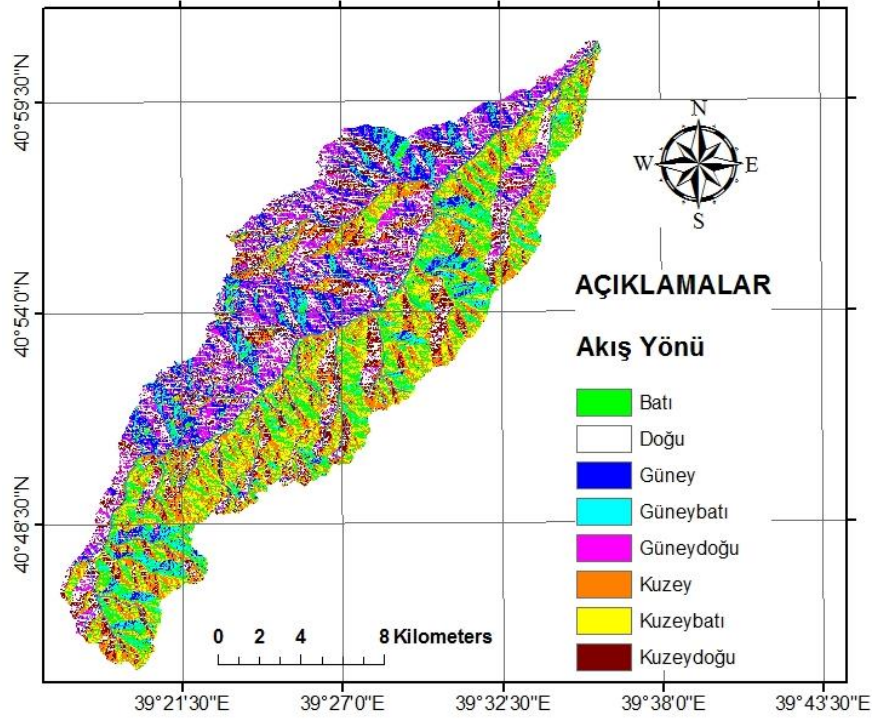 40°59'30"N
40°54'0"N
40°48'30"N
N
W
E
S
AÇIKLAMALAR
Akış Yönü
Batı
Doğu
Güney
Güneybatı
Güneydoğu
Kuzey
Kuzeybatı
Kuzeydoğu
0 2 4 8 Kilometers
39°21'30"E 39°27'0"E 39°32'30"E 39°38'0"E 39°43'30"E